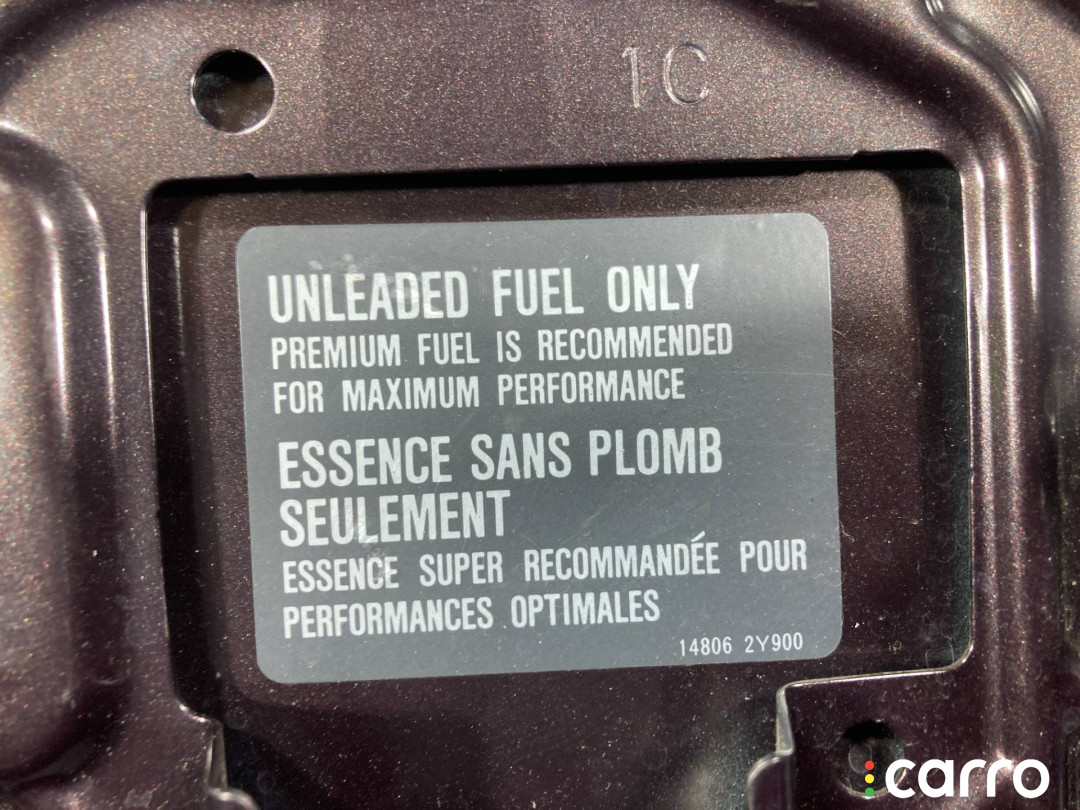 1C
UNLEADED FUEL ONLY
PREMIUM FUEL IS RECOMMENDED
FOR MAXIMUM PERFORMANCE
ESSENCE SANS PLOMB
SEULEMENT
ESSENCE SUPER RECOMMANDÉE POUR
PERFORMANCES OPTIMALES
14806 2Y900
carro